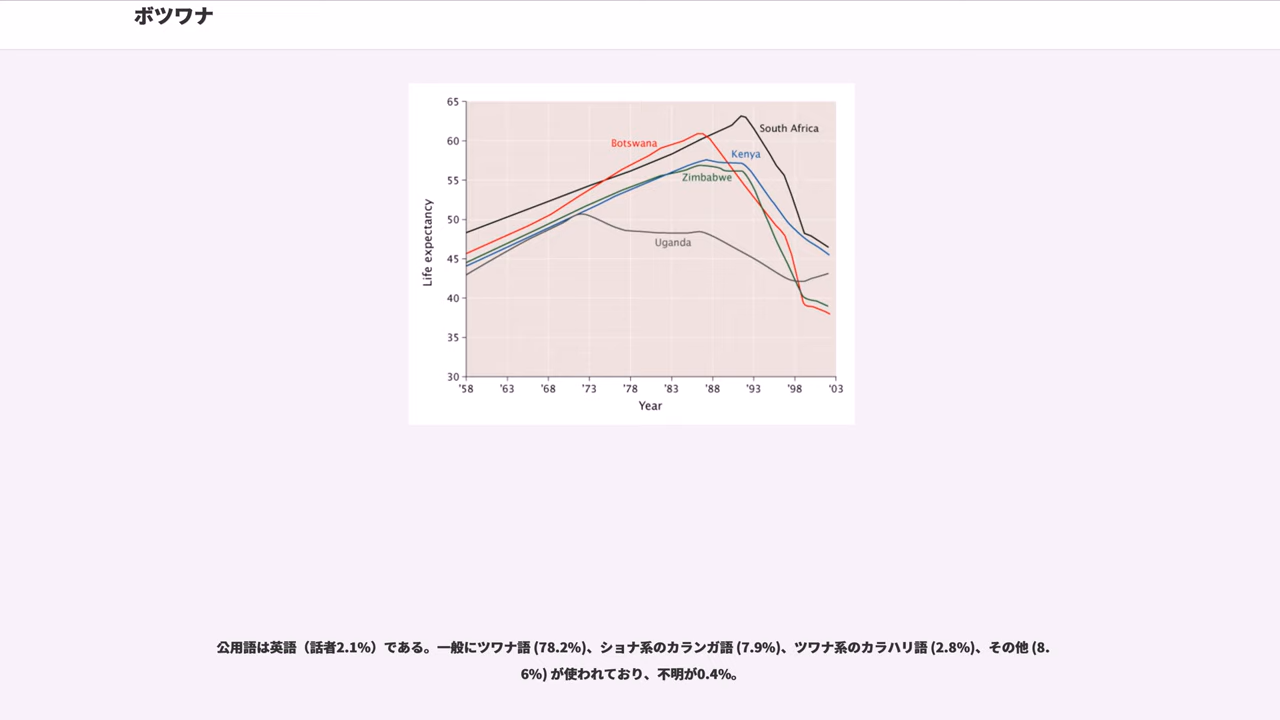 ボツワナ
65
60
55
50
45
40
35
30
Life expectancy
Botswana
South Africa
Kenya
Zimbabwe
Uganda
'58 '63 '68 '73 '78 '83 '88 '93 '98 '03
Year
公用語は英語（話者2.1%）である。一般にツワナ語 (78.2%)、ショナ系のカランガ語 (7.9%)、ツワナ系のカラハリ語 (2.8%)、その他 (8.
6%) が使われており、不明が0.4%。